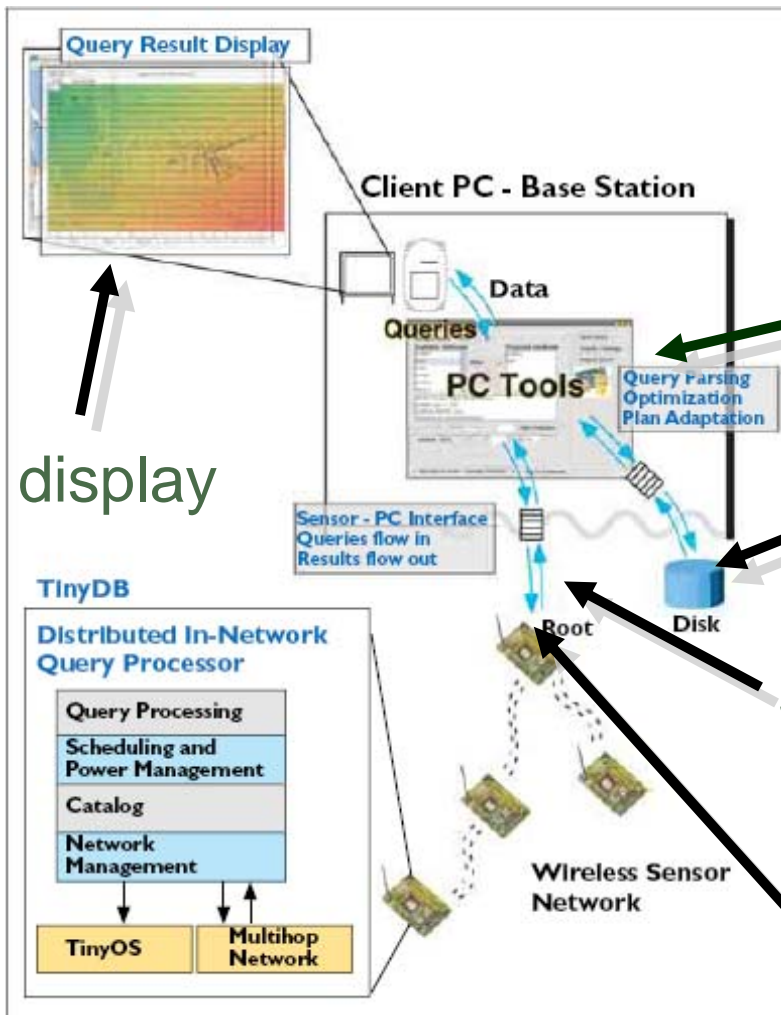 Query Result Display
Client PC - Base Station
Data
Queries
PC Tools
Query Parsing
Optimization
Plan Adaptation
display
Sensor - PC Interface
Queries flow in
Results flow out
TinyDB
Root
Disk
Distributed In-Network
Query Processor
Query Processing
Scheduling and
Power Management
Catalog
Network
Management
Wireless Sensor
Network
TinyOS
Multihop
Network